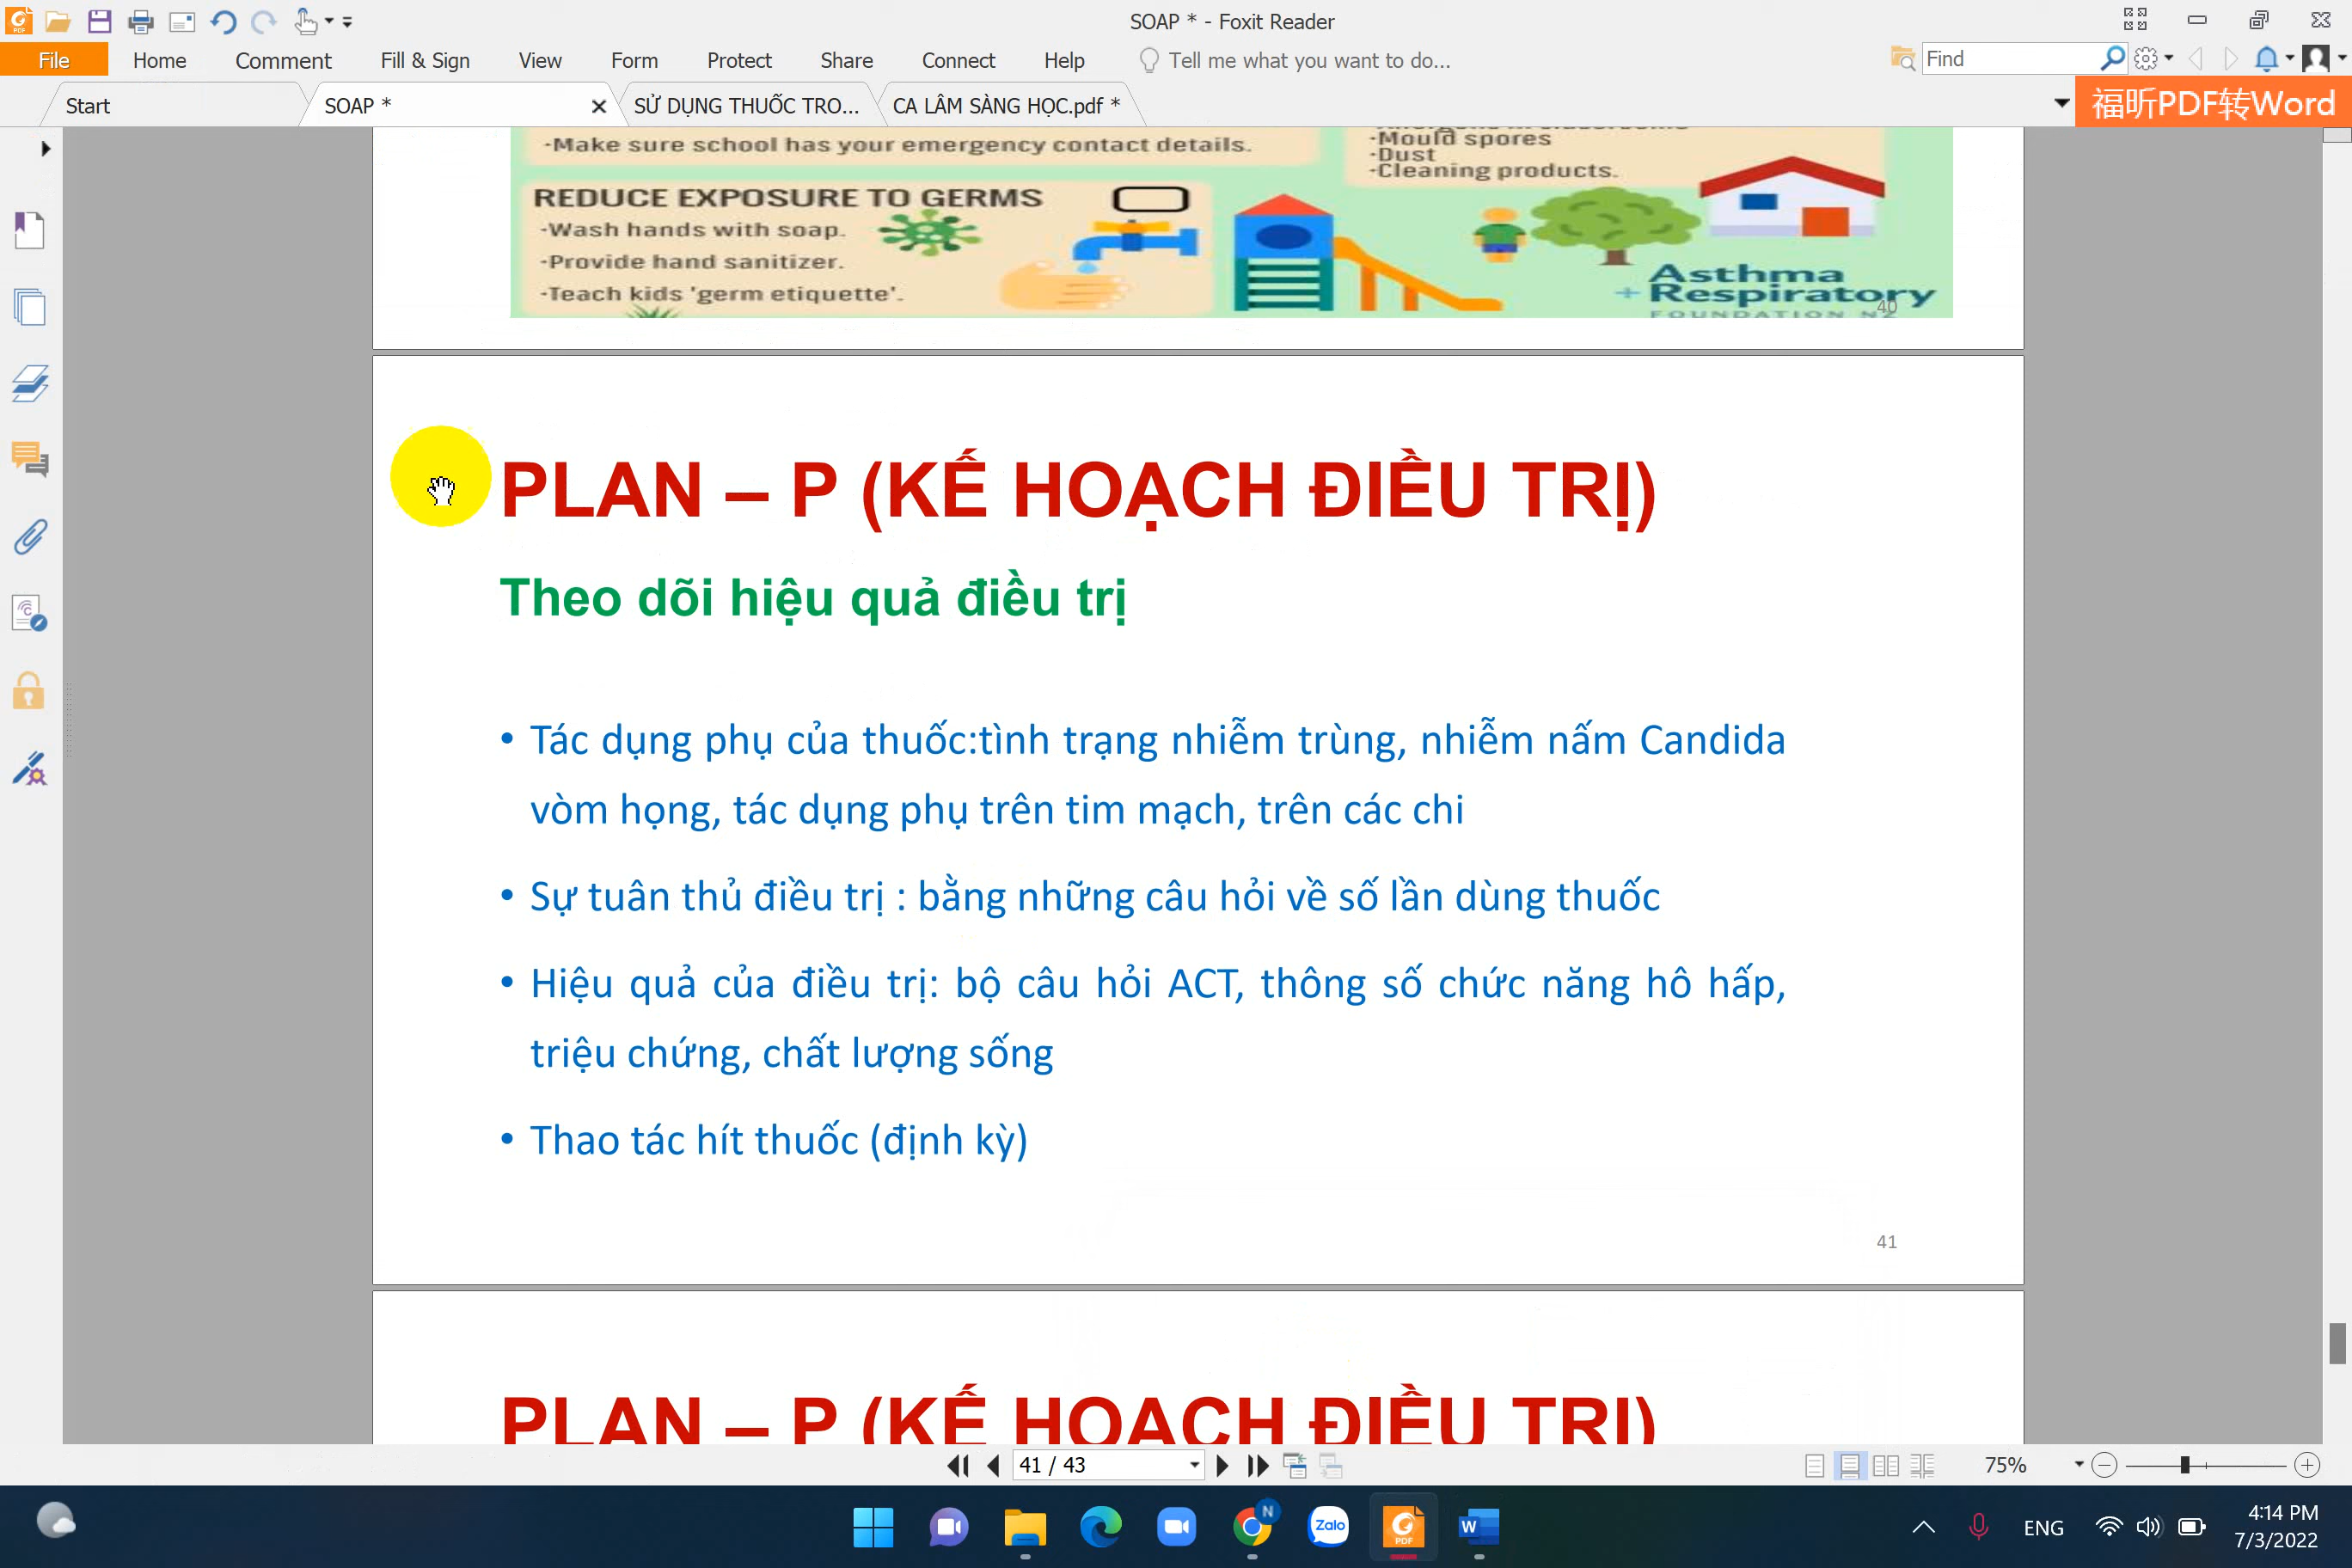 SOAP * - Foxit Reader
File Home Comment Fill & Sign View Form Protect Share Connect Help Tell me what you want to do... Find
Start SOAP * SỬ DỤNG THUỐC TRO... CA LÂM SÀNG HỌC.pdf * 福昕PDF转Word
-Make sure school has your emergency contact details.
-Mould spores
-Dust
-Cleaning products.
REDUCE EXPOSURE TO GERMS
-Wash hands with soap.
-Provide hand sanitizer.
-Teach kids 'germ etiquette'.
Asthma
+ Respiratory
FOUNDATION NZ
40
PLAN – P (KẾ HOẠCH ĐIỀU TRỊ)
Theo dõi hiệu quả điều trị
• Tác dụng phụ của thuốc:tình trạng nhiễm trùng, nhiễm nấm Candida
vòm họng, tác dụng phụ trên tim mạch, trên các chi
• Sự tuân thủ điều trị : bằng những câu hỏi về số lần dùng thuốc
• Hiệu quả của điều trị: bộ câu hỏi ACT, thông số chức năng hô hấp,
triệu chứng, chất lượng sống
• Thao tác hít thuốc (định kỳ)
41
PLAN – P (KẾ HOẠCH ĐIỀU TRỊ)
41 / 43
75%
N
Zalo
PDF
W
ENG
4:14 PM
7/3/2022